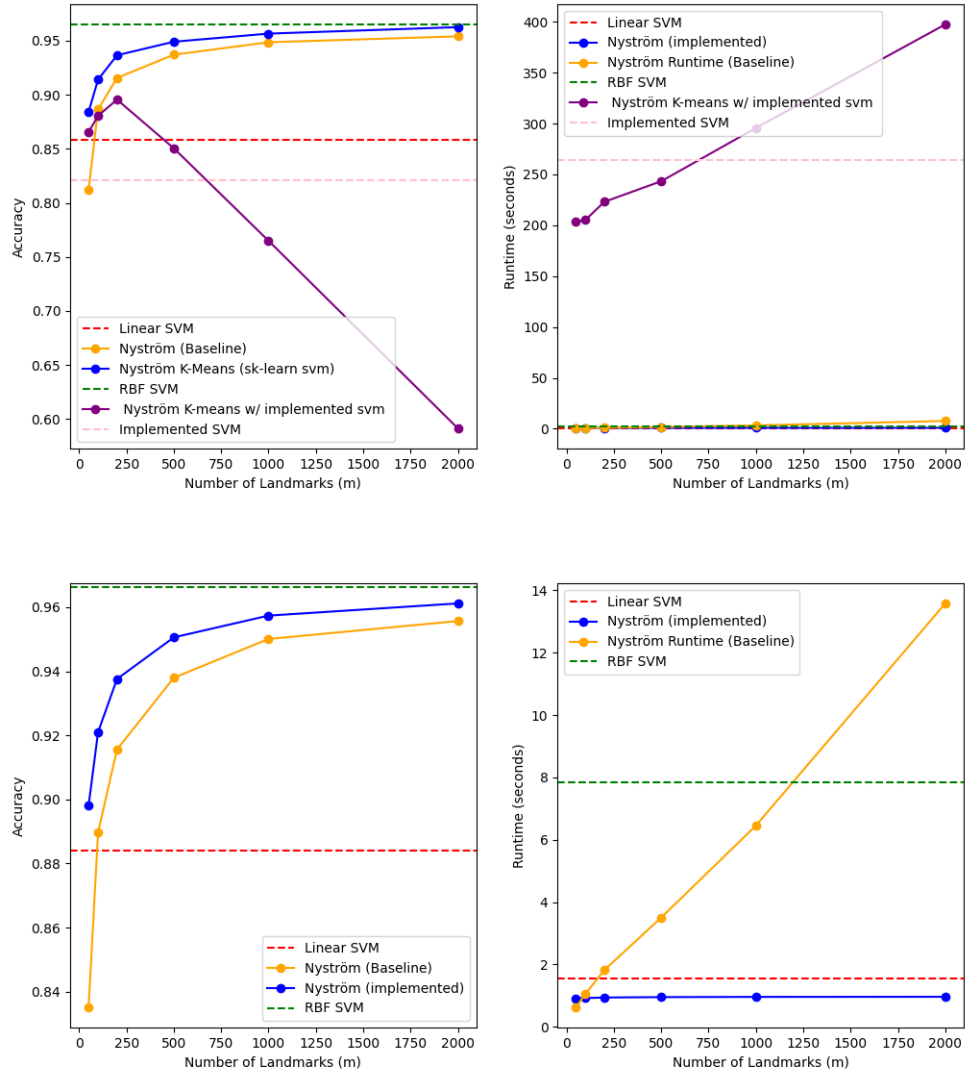 0.95
0.90
0.85
0.80
0.75
0.70
0.65
0.60
Accuracy
Linear SVM
Nyström (Baseline)
Nyström K-Means (sk-learn svm)
RBF SVM
Nyström K-means w/ implemented svm
Implemented SVM
0 250 500 750 1000 1250 1500 1750 2000
Number of Landmarks (m)
400
350
300
250
200
150
100
50
0
Runtime (seconds)
Linear SVM
Nyström (implemented)
Nyström Runtime (Baseline)
RBF SVM
Nyström K-means w/ implemented svm
Implemented SVM
0 250 500 750 1000 1250 1500 1750 2000
Number of Landmarks (m)
0.96
0.94
0.92
0.90
0.88
0.86
0.84
Accuracy
Linear SVM
Nyström (Baseline)
Nyström (implemented)
RBF SVM
0 250 500 750 1000 1250 1500 1750 2000
Number of Landmarks (m)
14
12
10
8
6
4
2
0
Runtime (seconds)
Linear SVM
Nyström (implemented)
Nyström Runtime (Baseline)
RBF SVM
0 250 500 750 1000 1250 1500 1750 2000
Number of Landmarks (m)